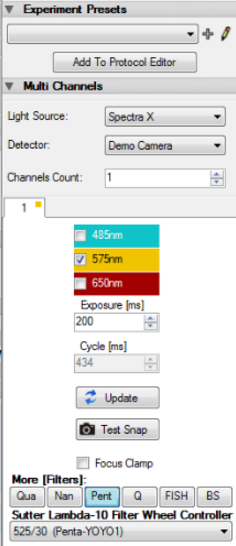 Experiment Presets
Add To Protocol Editor
Multi Channels
Light Source: Spectra X
Detector: Demo Camera
Channels Count: 1
1
485nm
575nm
650nm
Exposure [ms]
200
Cycle [ms]
434
Update
Test Snap
Focus Clamp
More [Filters]:
Qua Nan Pent Q FISH BS
Sutter Lambda-10 Filter Wheel Controller
525/30 (Penta-YOYO1)